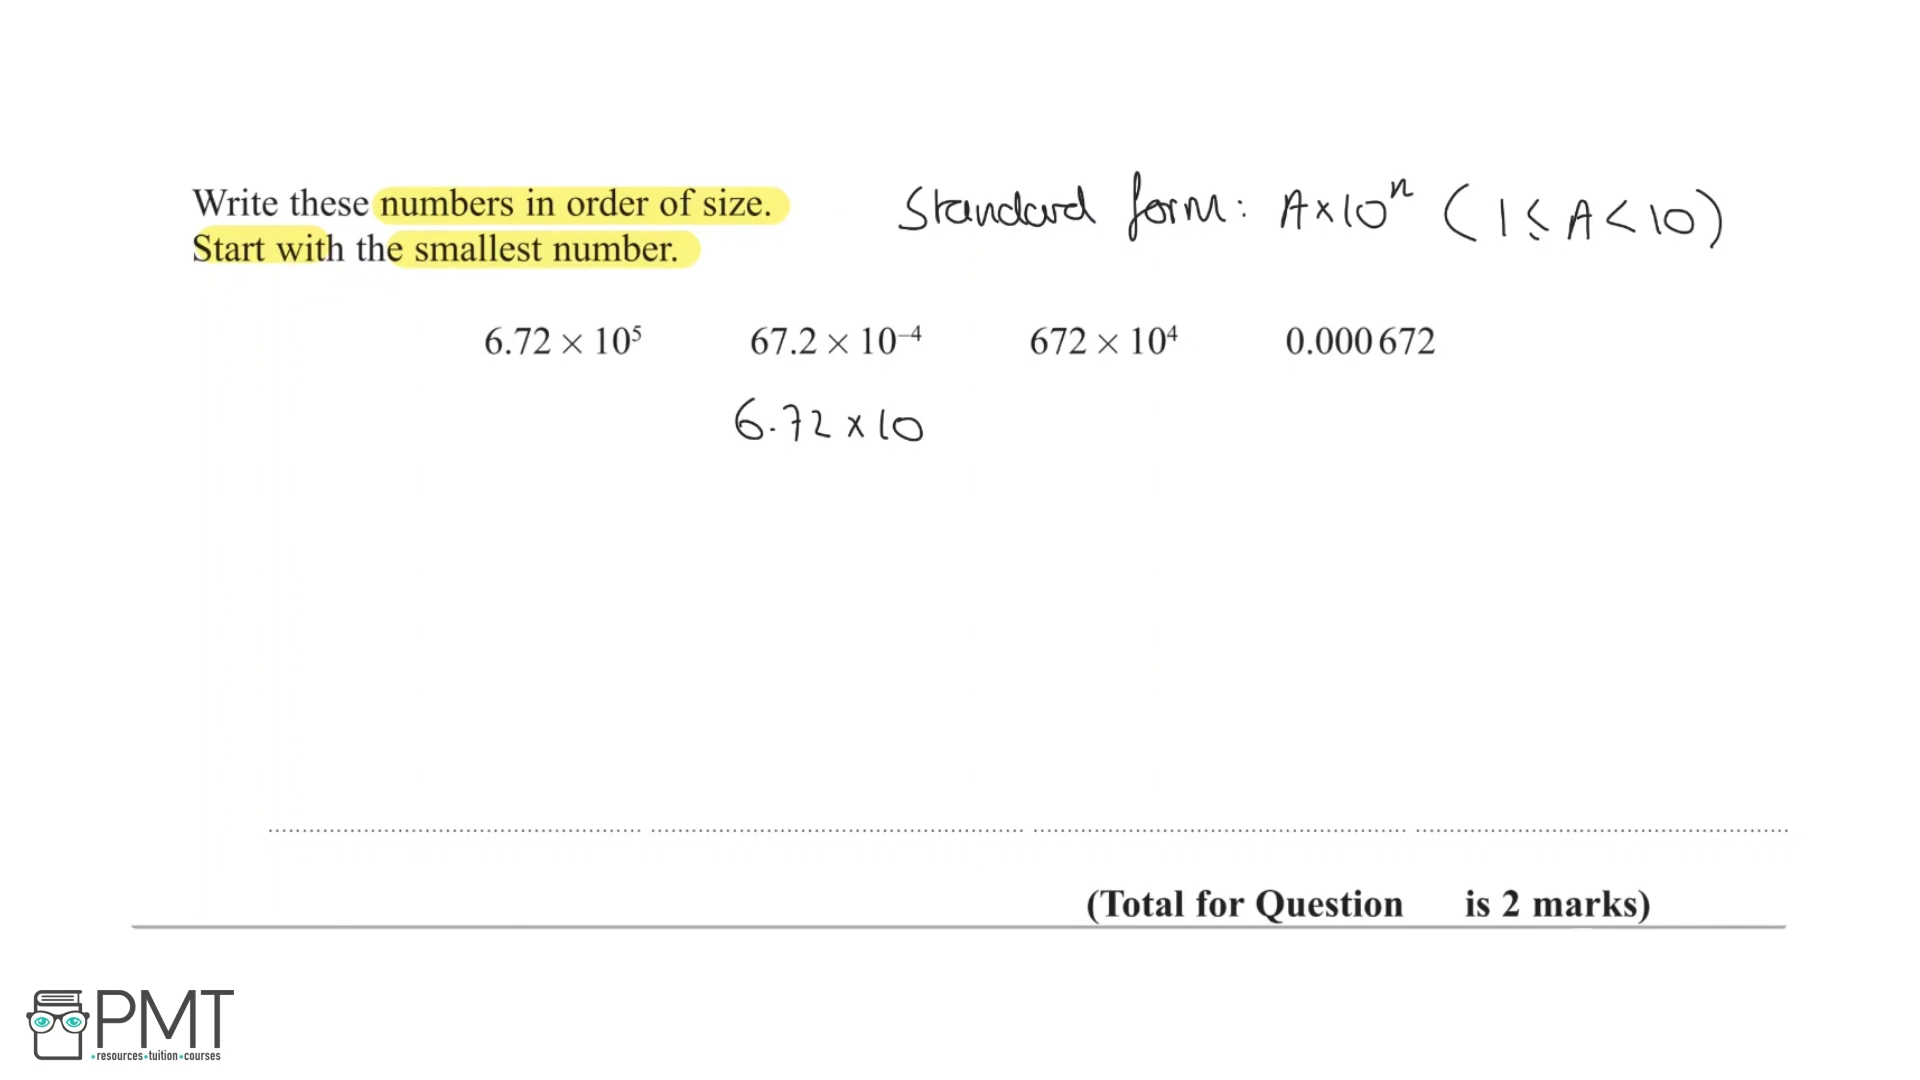 Write these numbers in order of size.
Standard form: A×10ⁿ (1 ≤ A < 10)
Start with the smallest number.
6.72 × 10⁵ 67.2 × 10⁻⁴ 672 × 10⁴ 0.000 672
6.72 × 10
(Total for Question is 2 marks)
PMT
•resources•tuition•courses